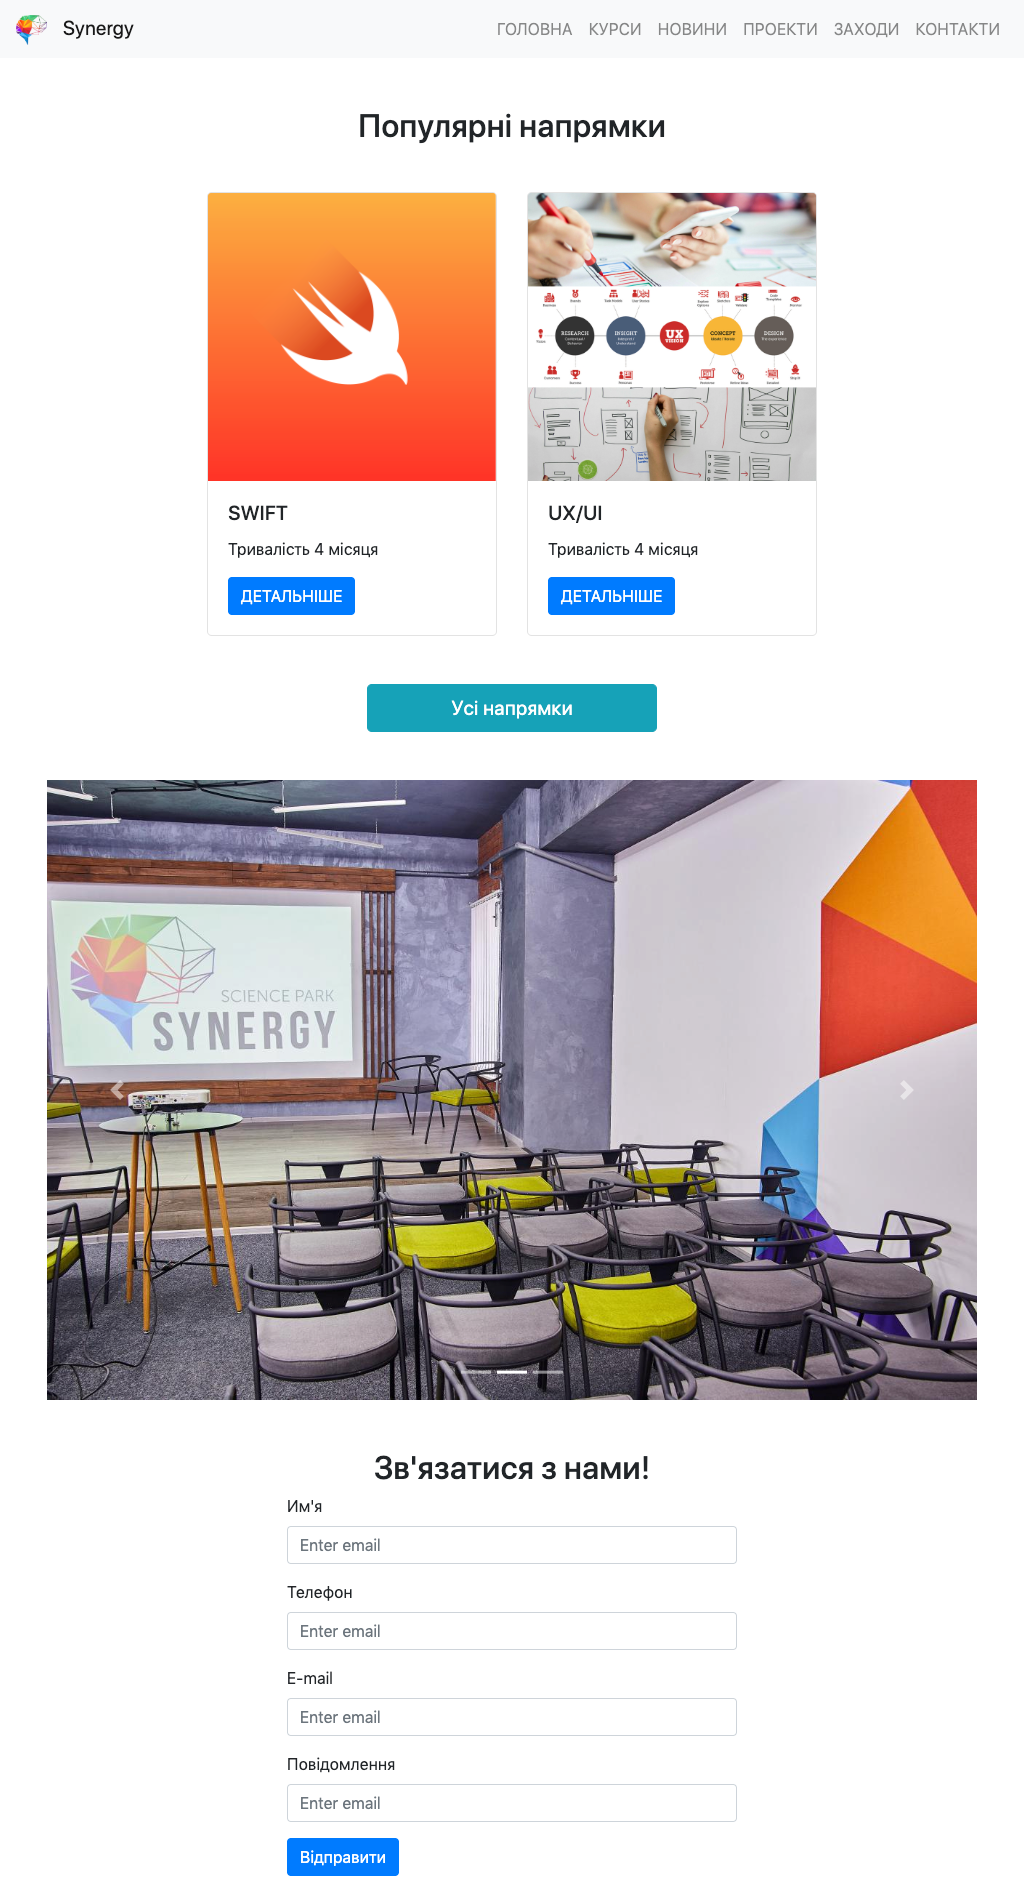 Synergy
ГОЛОВНА КУРСИ НОВИНИ ПРОЕКТИ ЗАХОДИ КОНТАКТИ
Популярні напрямки
RESEARCH
INSIGHT
UX
VISION
CONCEPT
DESIGN
SWIFT
Тривалість 4 місяця
ДЕТАЛЬНІШЕ
UX/UI
Тривалість 4 місяця
ДЕТАЛЬНІШЕ
Усі напрямки
SCIENCE PARK
SYNERGY
Зв'язатися з нами!
Им'я
Enter email
Телефон
Enter email
E-mail
Enter email
Повідомлення
Enter email
Відправити